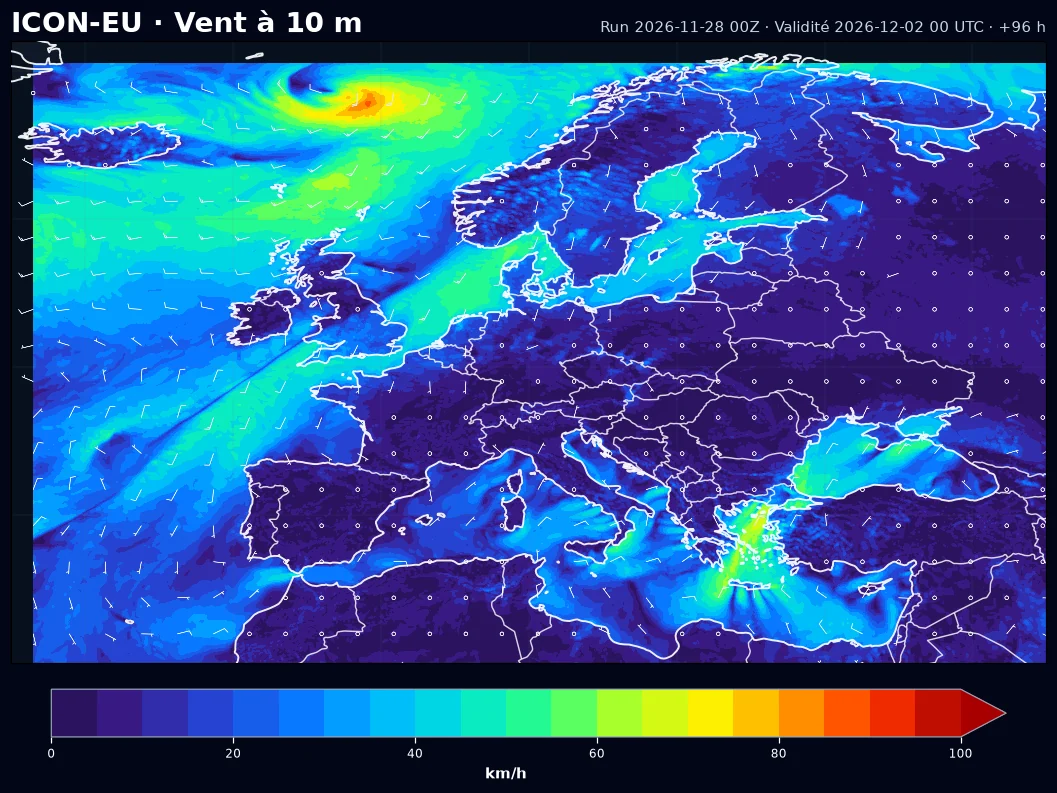 ICON-EU · Vent à 10 m
Run 2026-11-28 00Z · Validité 2026-12-02 00 UTC · +96 h
0 20 40 60 80 100
km/h